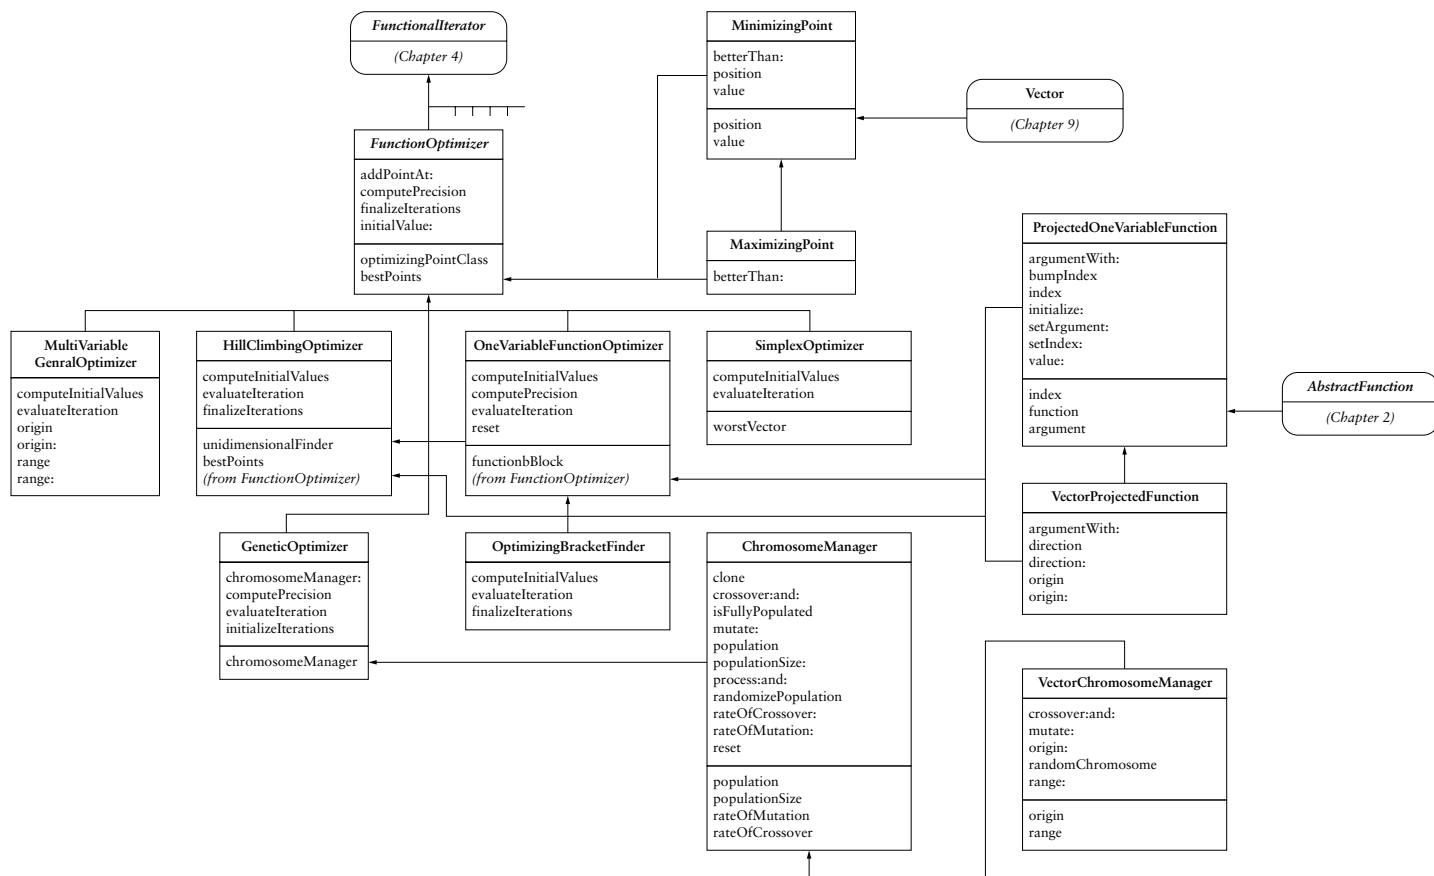 FunctionalIterator
(Chapter 4)
MinimizingPoint
betterThan:
position
value
position
value
Vector
(Chapter 9)
FunctionOptimizer
addPointAt:
computePrecision
finalizeIterations
initialValue:
optimizingPointClass
bestPoints
MaximizingPoint
betterThan:
ProjectedOneVariableFunction
argumentWith:
bumpIndex
index
initialize:
setArgument:
setIndex:
value:
index
function
argument
AbstractFunction
(Chapter 2)
MultiVariable
GenralOptimizer
computeInitialValues
evaluateIteration
origin
origin:
range
range:
HillClimbingOptimizer
computeInitialValues
evaluateIteration
finalizeIterations
unidimensionalFinder
bestPoints
(from FunctionOptimizer)
OneVariableFunctionOptimizer
computeInitialValues
computePrecision
evaluateIteration
reset
functionbBlock
(from FunctionOptimizer)
SimplexOptimizer
computeInitialValues
evaluateIteration
worstVector
VectorProjectedFunction
argumentWith:
direction
direction:
origin
origin:
GeneticOptimizer
chromosomeManager:
computePrecision
evaluateIteration
initializeIterations
chromosomeManager
OptimizingBracketFinder
computeInitialValues
evaluateIteration
finalizeIterations
ChromosomeManager
clone
crossover:and:
isFullyPopulated
mutate:
population
populationSize:
process:and:
randomizePopulation
rateOfCrossover:
rateOfMutation:
reset
population
populationSize
rateOfMutation
rateOfCrossover
VectorChromosomeManager
crossover:and:
mutate:
origin:
randomChromosome
range:
origin
range